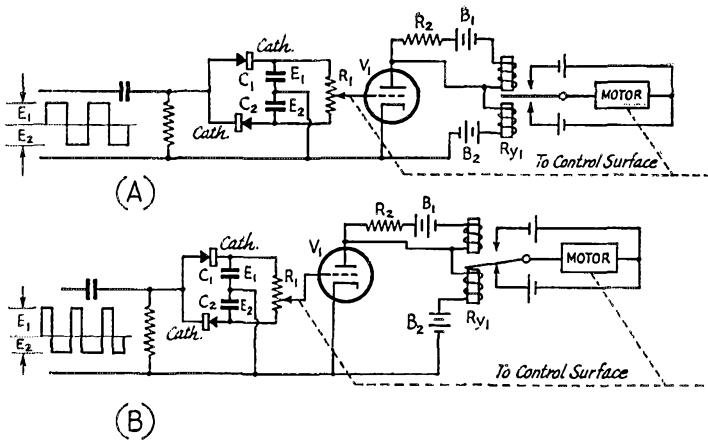 Cath.
R₂
B₁
C₁
E₁
R₁
V₁
E₁
E₂
C₂
E₂
Cath.
MOTOR
B₂
Ry₁
To Control Surface
(A)
Cath.
R₂
B₁
V₁
C₁
E₁
R₁
E₁
E₂
C₂
E₂
Cath.
MOTOR
B₂
Ry₁
To Control Surface
(B)